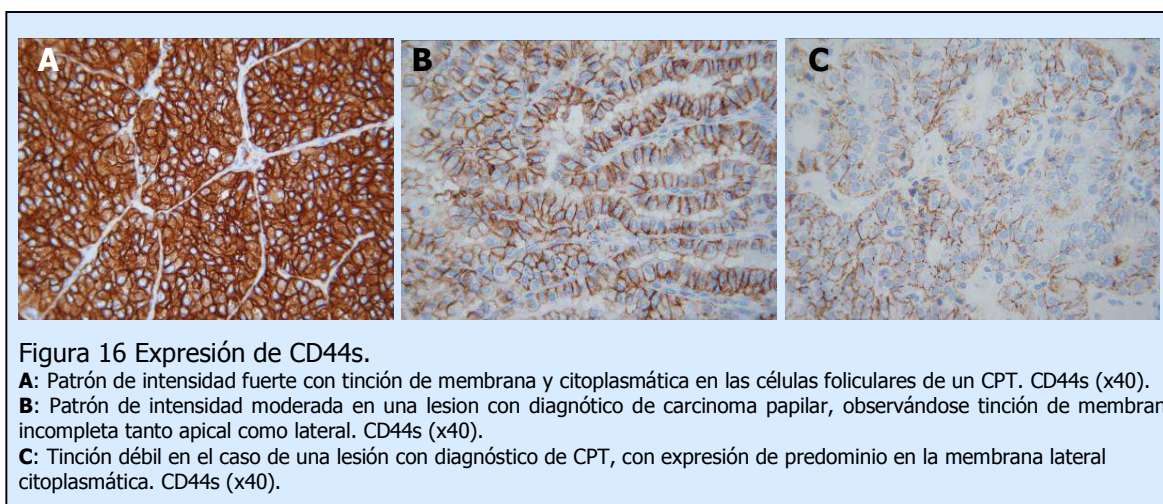 A B C
Figura 16 Expresión de CD44s.
A: Patrón de intensidad fuerte con tinción de membrana y citoplasmática en las células foliculares de un CPT. CD44s (x40).
B: Patrón de intensidad moderada en una lesion con diagnótico de carcinoma papilar, observándose tinción de membran
incompleta tanto apical como lateral. CD44s (x40).
C: Tinción débil en el caso de una lesión con diagnóstico de CPT, con expresión de predominio en la membrana lateral
citoplasmática. CD44s (x40).